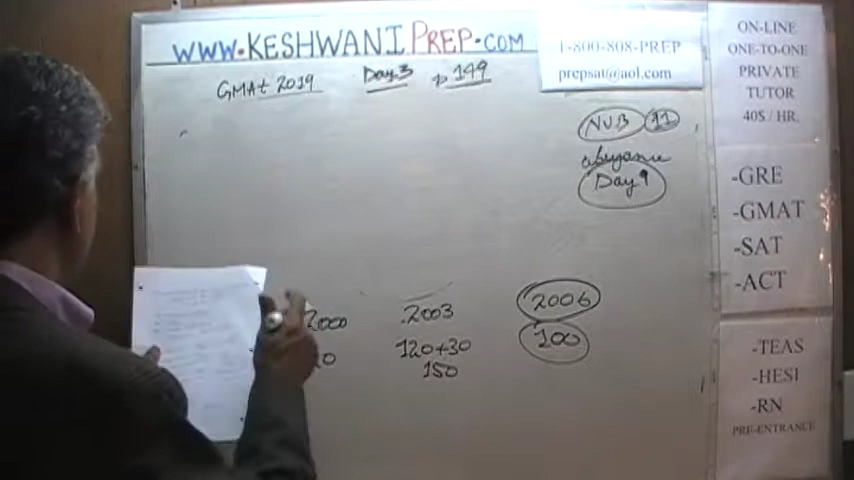 WWW.KESHWANIPREP.COM
1-800-808-PREP
prepsat@aol.com
GMAt 2019 Day 3 p 149
NUB 11
Day 9
2000 2003 2006
120+30 100
150
ON-LINE
ONE-TO-ONE
PRIVATE
TUTOR
40$ / HR.
-GRE
-GMAT
-SAT
-ACT
-TEAS
-HESI
-RN
PRE-ENTRANCE